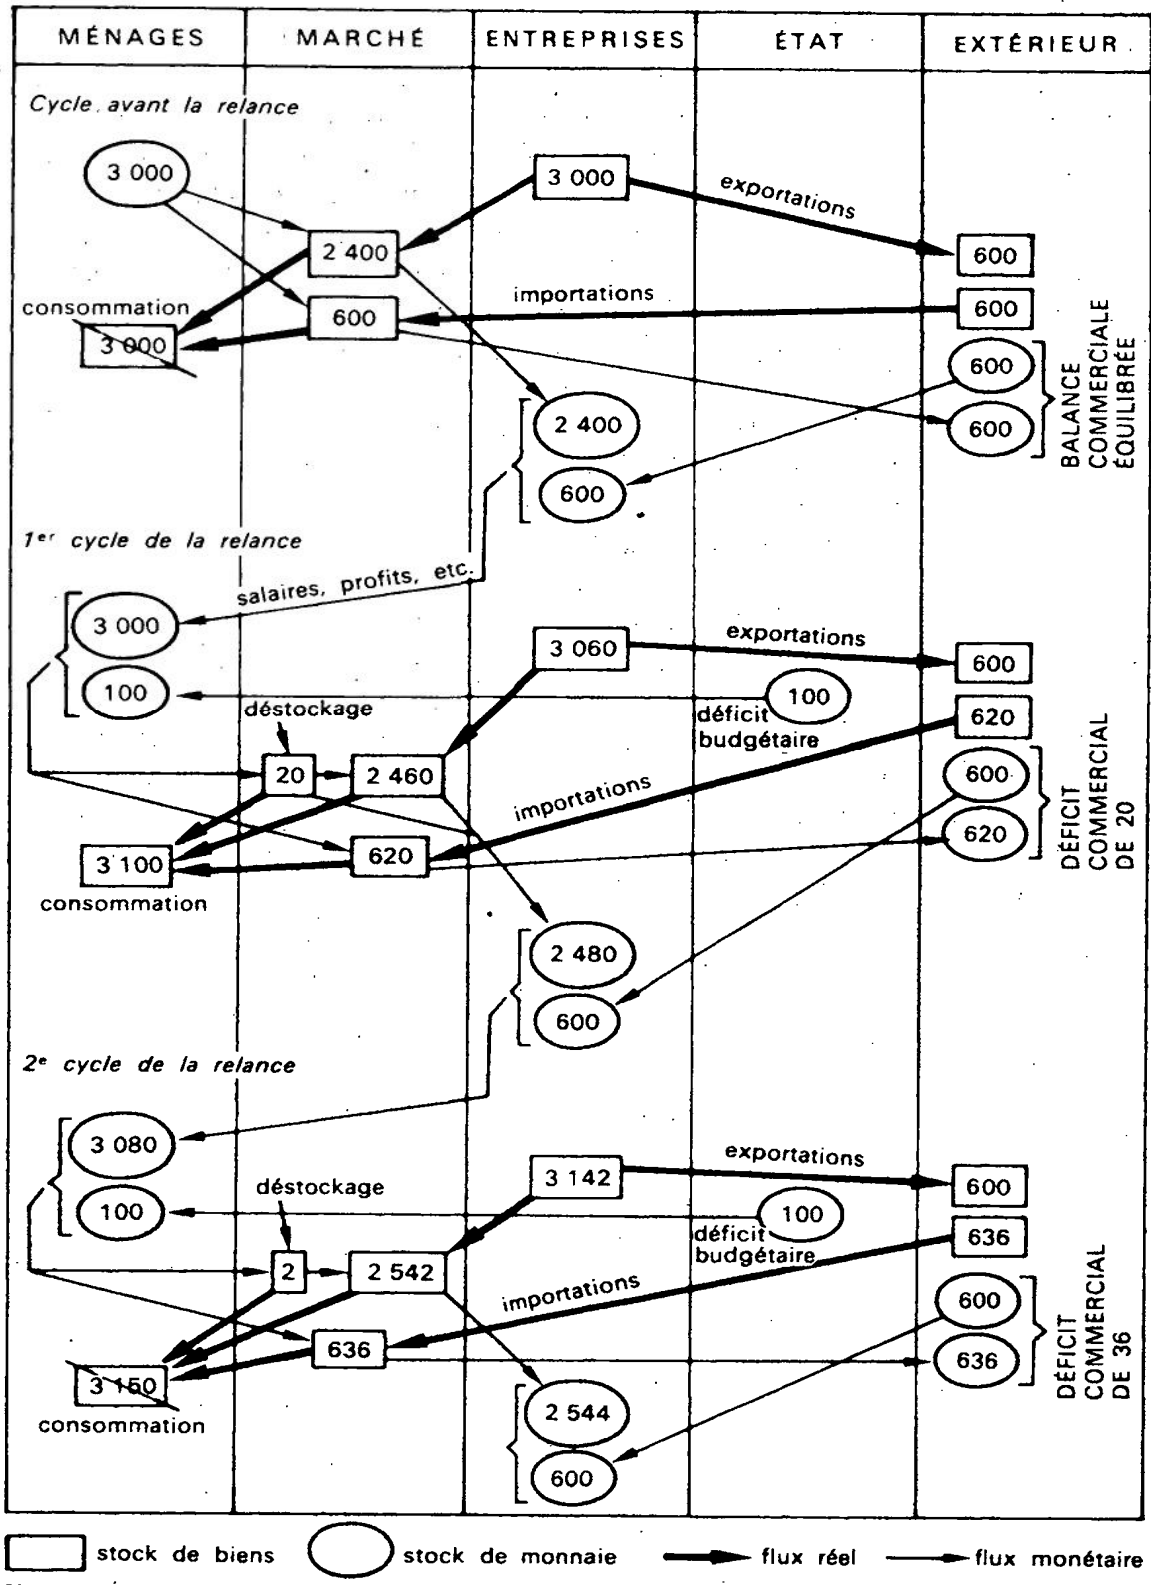 MÉNAGES MARCHÉ ENTREPRISES ÉTAT EXTÉRIEUR
Cycle avant la relance
3 000
3 000
exportations
2 400
600
consommation
importations
600
600
3 000
600
BALANCE
COMMERCIALE
ÉQUILIBRÉE
2 400
600
600
1er cycle de la relance
salaires, profits, etc.
3 000
3 060
exportations
600
100
100
déstockage
déficit
budgétaire
620
20
2 460
600
importations
DÉFICIT
COMMERCIAL
DE 20
3 100
620
620
consommation
2 480
600
2e cycle de la relance
3 080
3 142
exportations
600
déstockage
100
100
déficit
budgétaire
636
2
2 542
importations
600
DÉFICIT
COMMERCIAL
DE 36
636
636
3 150
consommation
2 544
600
stock de biens stock de monnaie flux réel flux monétaire